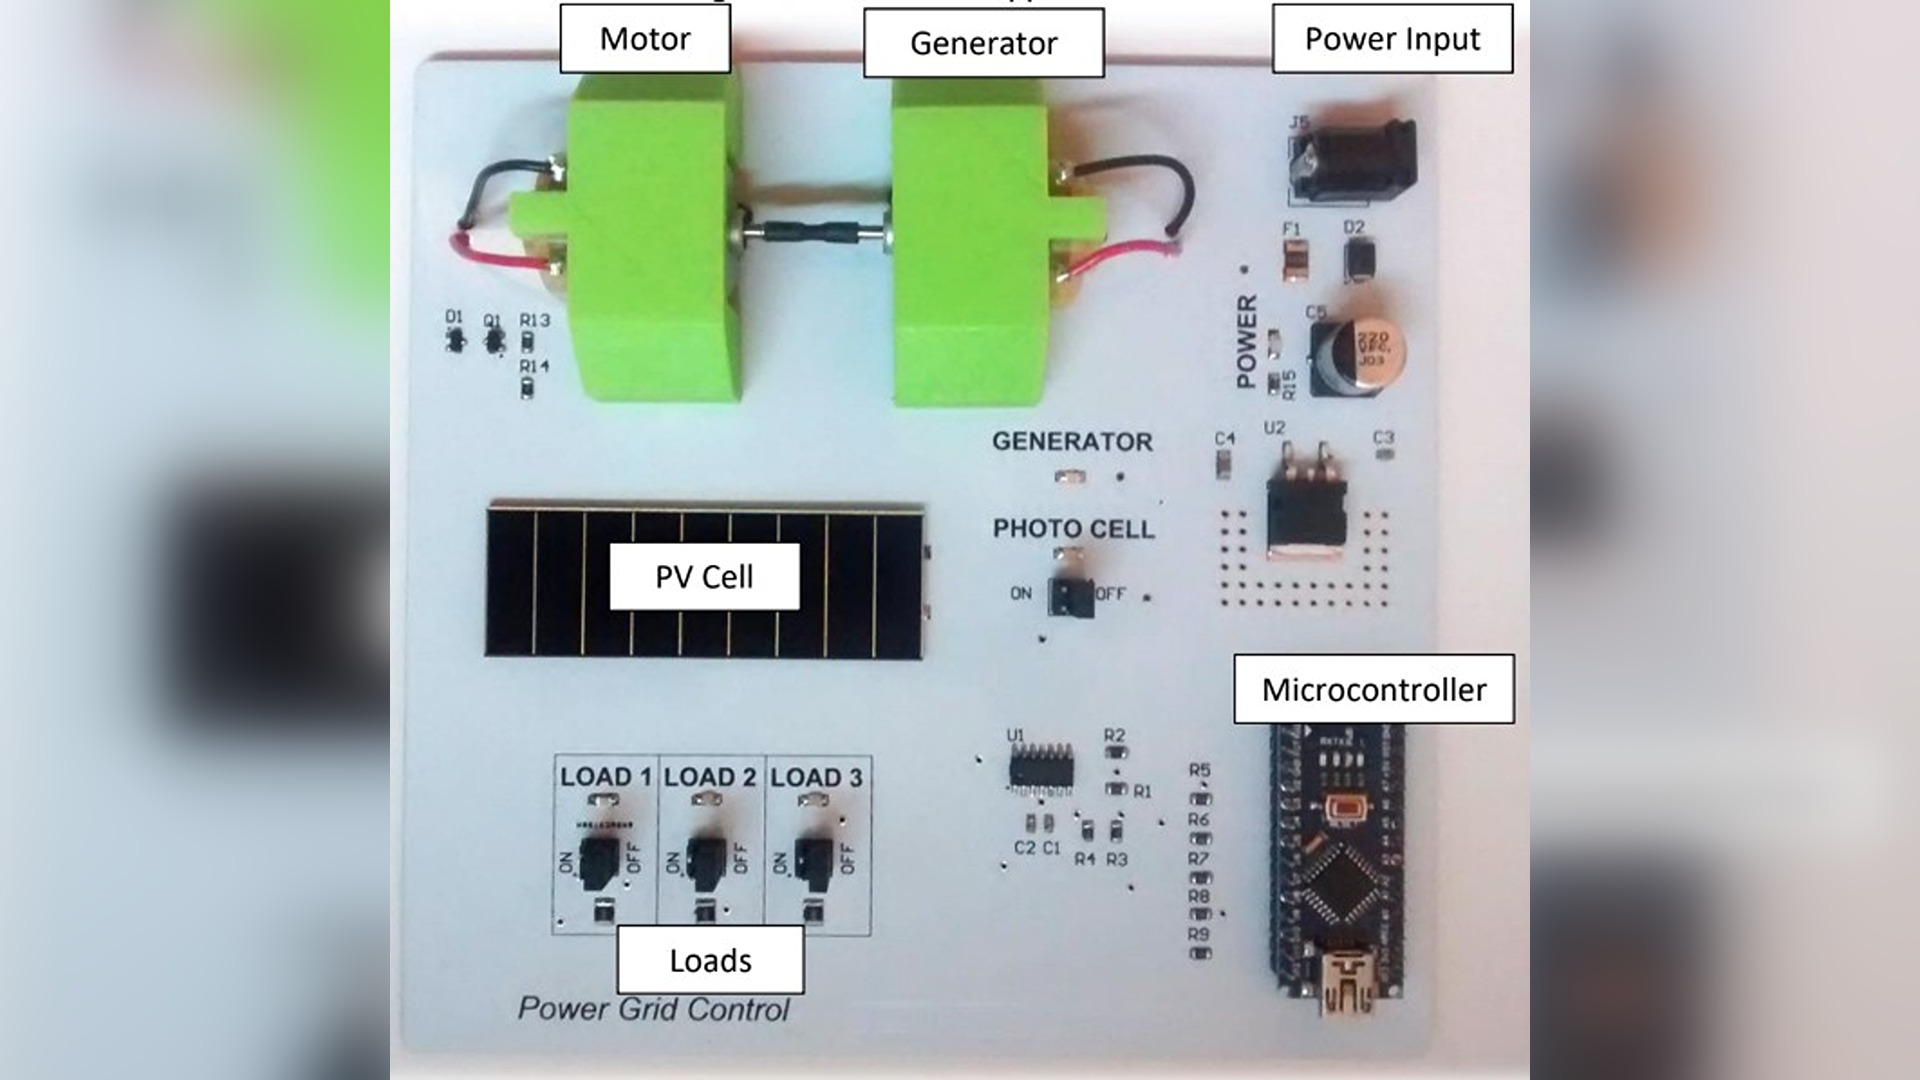 Motor
Generator
Power Input
J5
F1
D2
C5
POWER
220
J03
R15
D1
Q1
R13
R14
GENERATOR
C4
U2
C3
PHOTO CELL
ON
OFF
PV Cell
Microcontroller
U1
R2
R1
C2
C1
R4
R3
R5
R6
R7
R8
R9
LOAD 1
LOAD 2
LOAD 3
ON
OFF
ON
OFF
ON
OFF
Loads
Power Grid Control